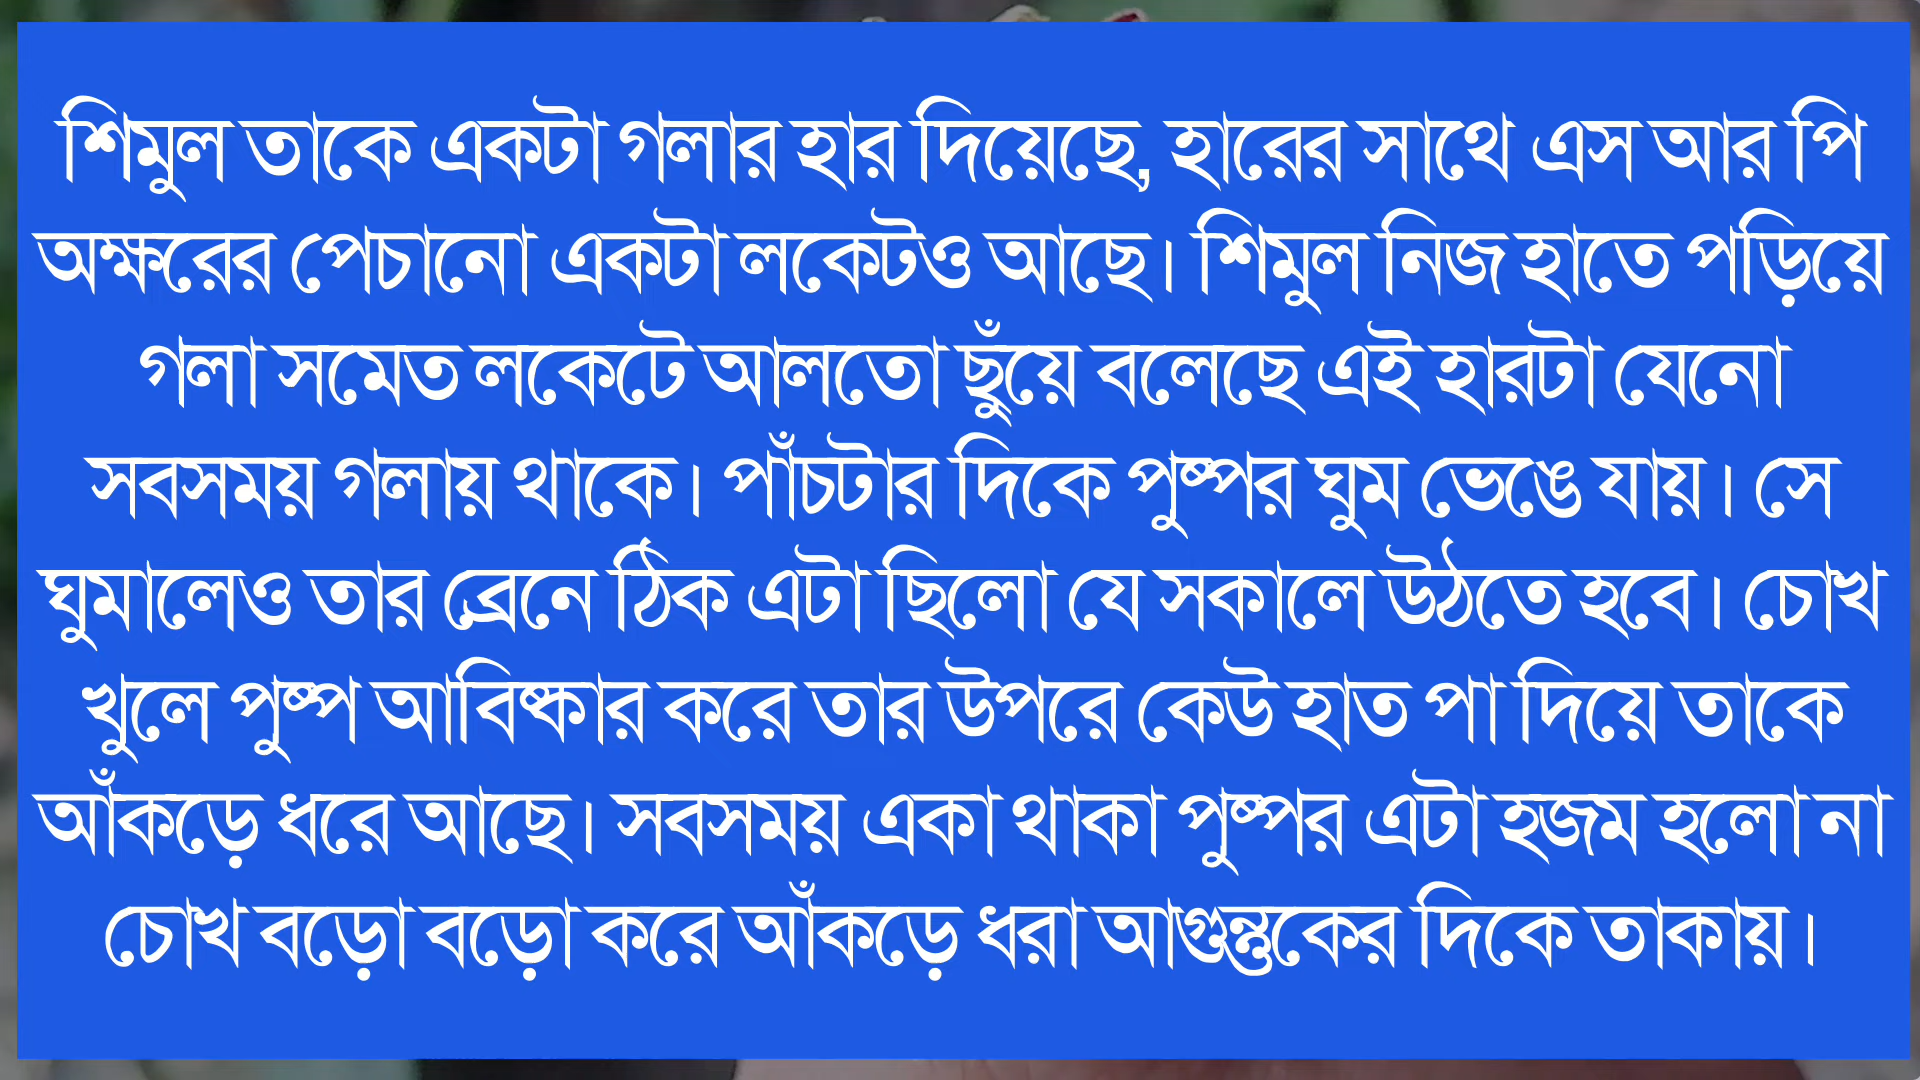 শিমুল তাকে একটা গলার হার দিয়েছে, হারের সাথে এস আর পি
অক্ষরের পেচানো একটা লকেটও আছে। শিমুল নিজ হাতে পড়িয়ে
গলা সমেত লকেটে আলতো ছুঁয়ে বলেছে এই হারটা যেনো
সবসময় গলায় থাকে। পাঁচটার দিকে পুষ্পর ঘুম ভেঙে যায়। সে
ঘুমালেও তার ব্রেনে ঠিক এটা ছিলো যে সকালে উঠতে হবে। চোখ
খুলে পুষ্প আবিষ্কার করে তার উপরে কেউ হাত পা দিয়ে তাকে
আঁকড়ে ধরে আছে। সবসময় একা থাকা পুষ্পর এটা হজম হলো না
চোখ বড়ো বড়ো করে আঁকড়ে ধরা আগুন্তুকের দিকে তাকায়।